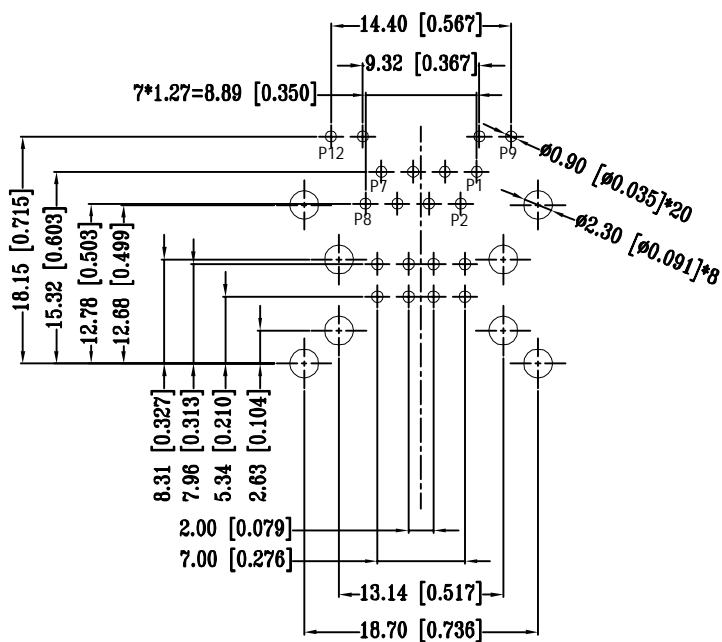 14.40 [0.567]
9.32 [0.367]
7*1.27=8.89 [0.350]
P12
P9
P7
P1
P8
P2
ø0.90 [ø0.035]*20
ø2.30 [ø0.091]*8
18.15 [0.715]
15.32 [0.603]
12.78 [0.503]
12.68 [0.499]
8.31 [0.327]
7.96 [0.313]
5.34 [0.210]
2.63 [0.104]
2.00 [0.079]
7.00 [0.276]
13.14 [0.517]
18.70 [0.736]